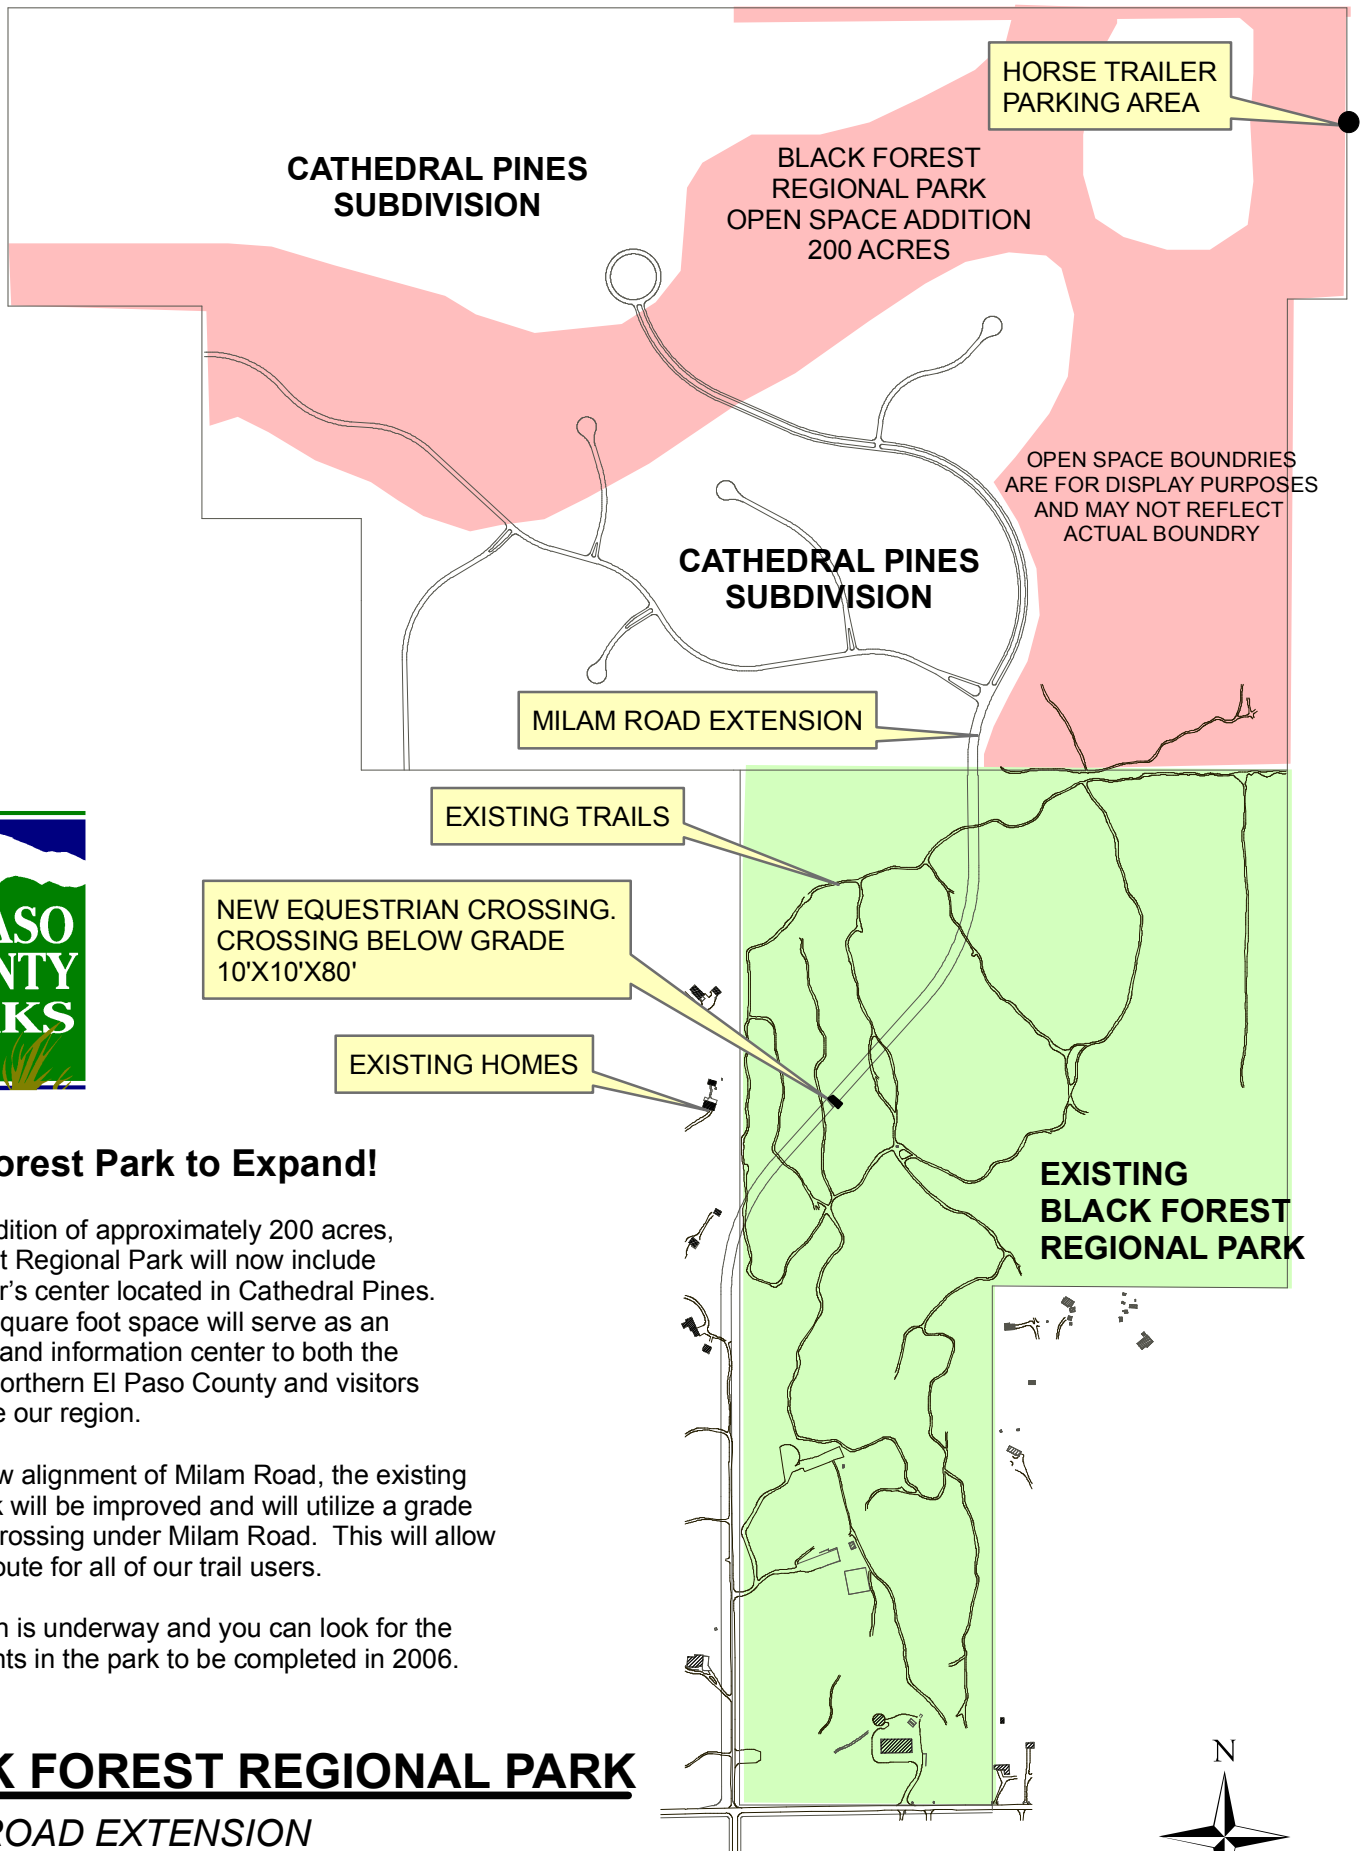 HORSE TRAILER
PARKING AREA
CATHEDRAL PINES
SUBDIVISION
BLACK FOREST
REGIONAL PARK
OPEN SPACE ADDITION
200 ACRES
OPEN SPACE BOUNDRIES
ARE FOR DISPLAY PURPOSES
AND MAY NOT REFLECT
ACTUAL BOUNDRY
CATHEDRAL PINES
SUBDIVISION
MILAM ROAD EXTENSION
EXISTING TRAILS
NEW EQUESTRIAN CROSSING.
CROSSING BELOW GRADE
10'X10'X80'
EXISTING HOMES
ASO
NTY
KS
orest Park to Expand!
dition of approximately 200 acres,
t Regional Park will now include
r's center located in Cathedral Pines.
quare foot space will serve as an
and information center to both the
orthern El Paso County and visitors
e our region.
w alignment of Milam Road, the existing
k will be improved and will utilize a grade
crossing under Milam Road.  This will allow
oute for all of our trail users.
n is underway and you can look for the
nts in the park to be completed in 2006.
EXISTING
BLACK FOREST
REGIONAL PARK
K FOREST REGIONAL PARK
ROAD EXTENSION
N